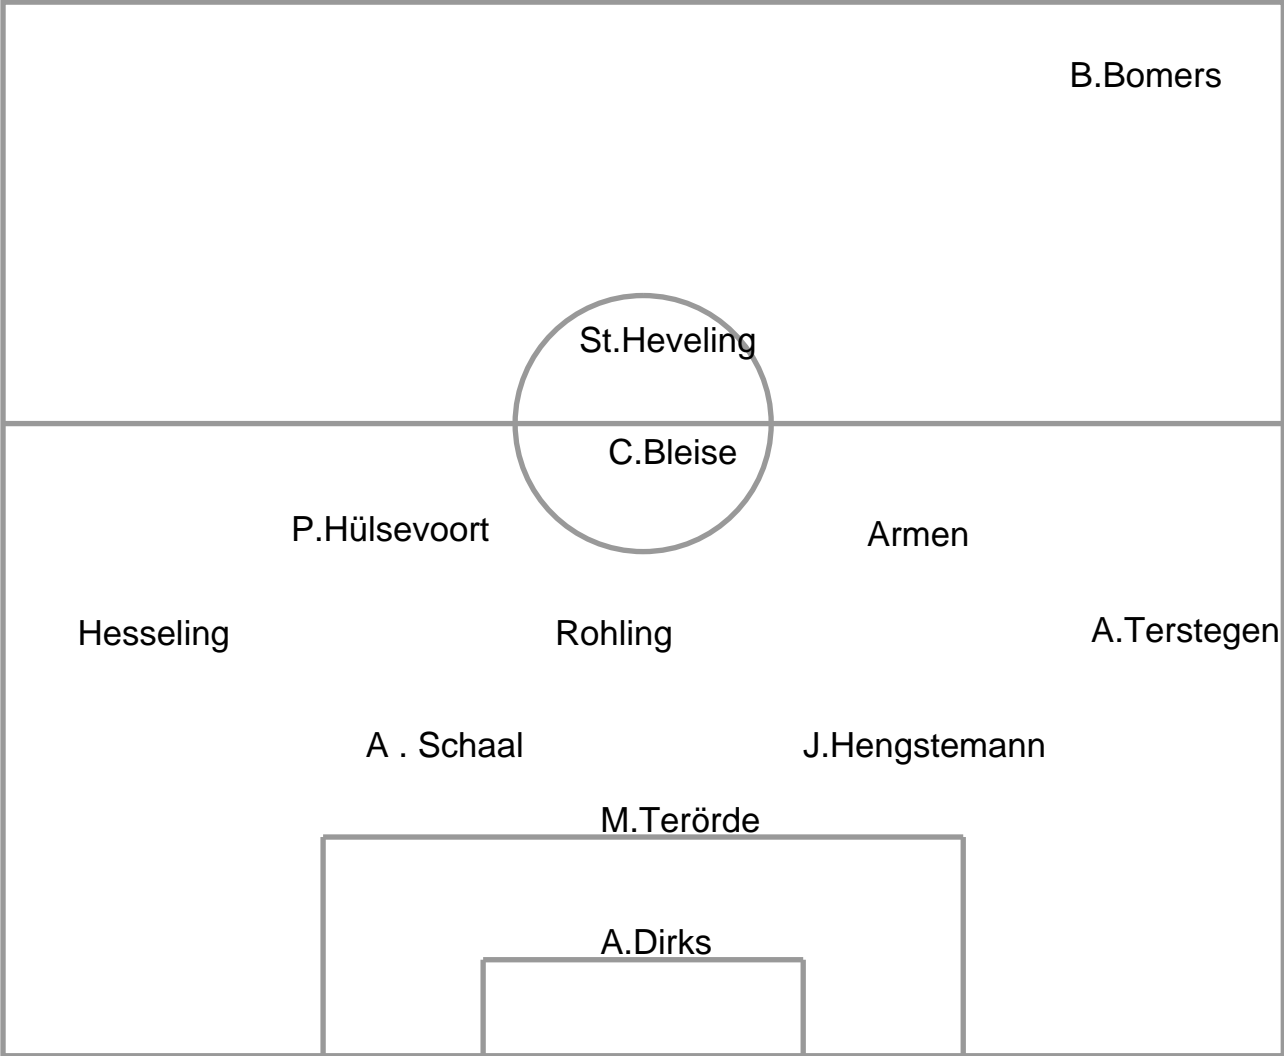 B.Bomers
St.Heveling
C.Bleise
P.Hülsevoort
Armen
Hesseling
Rohling
A.Terstegen
A . Schaal
J.Hengstemann
M.Terörde
A.Dirks